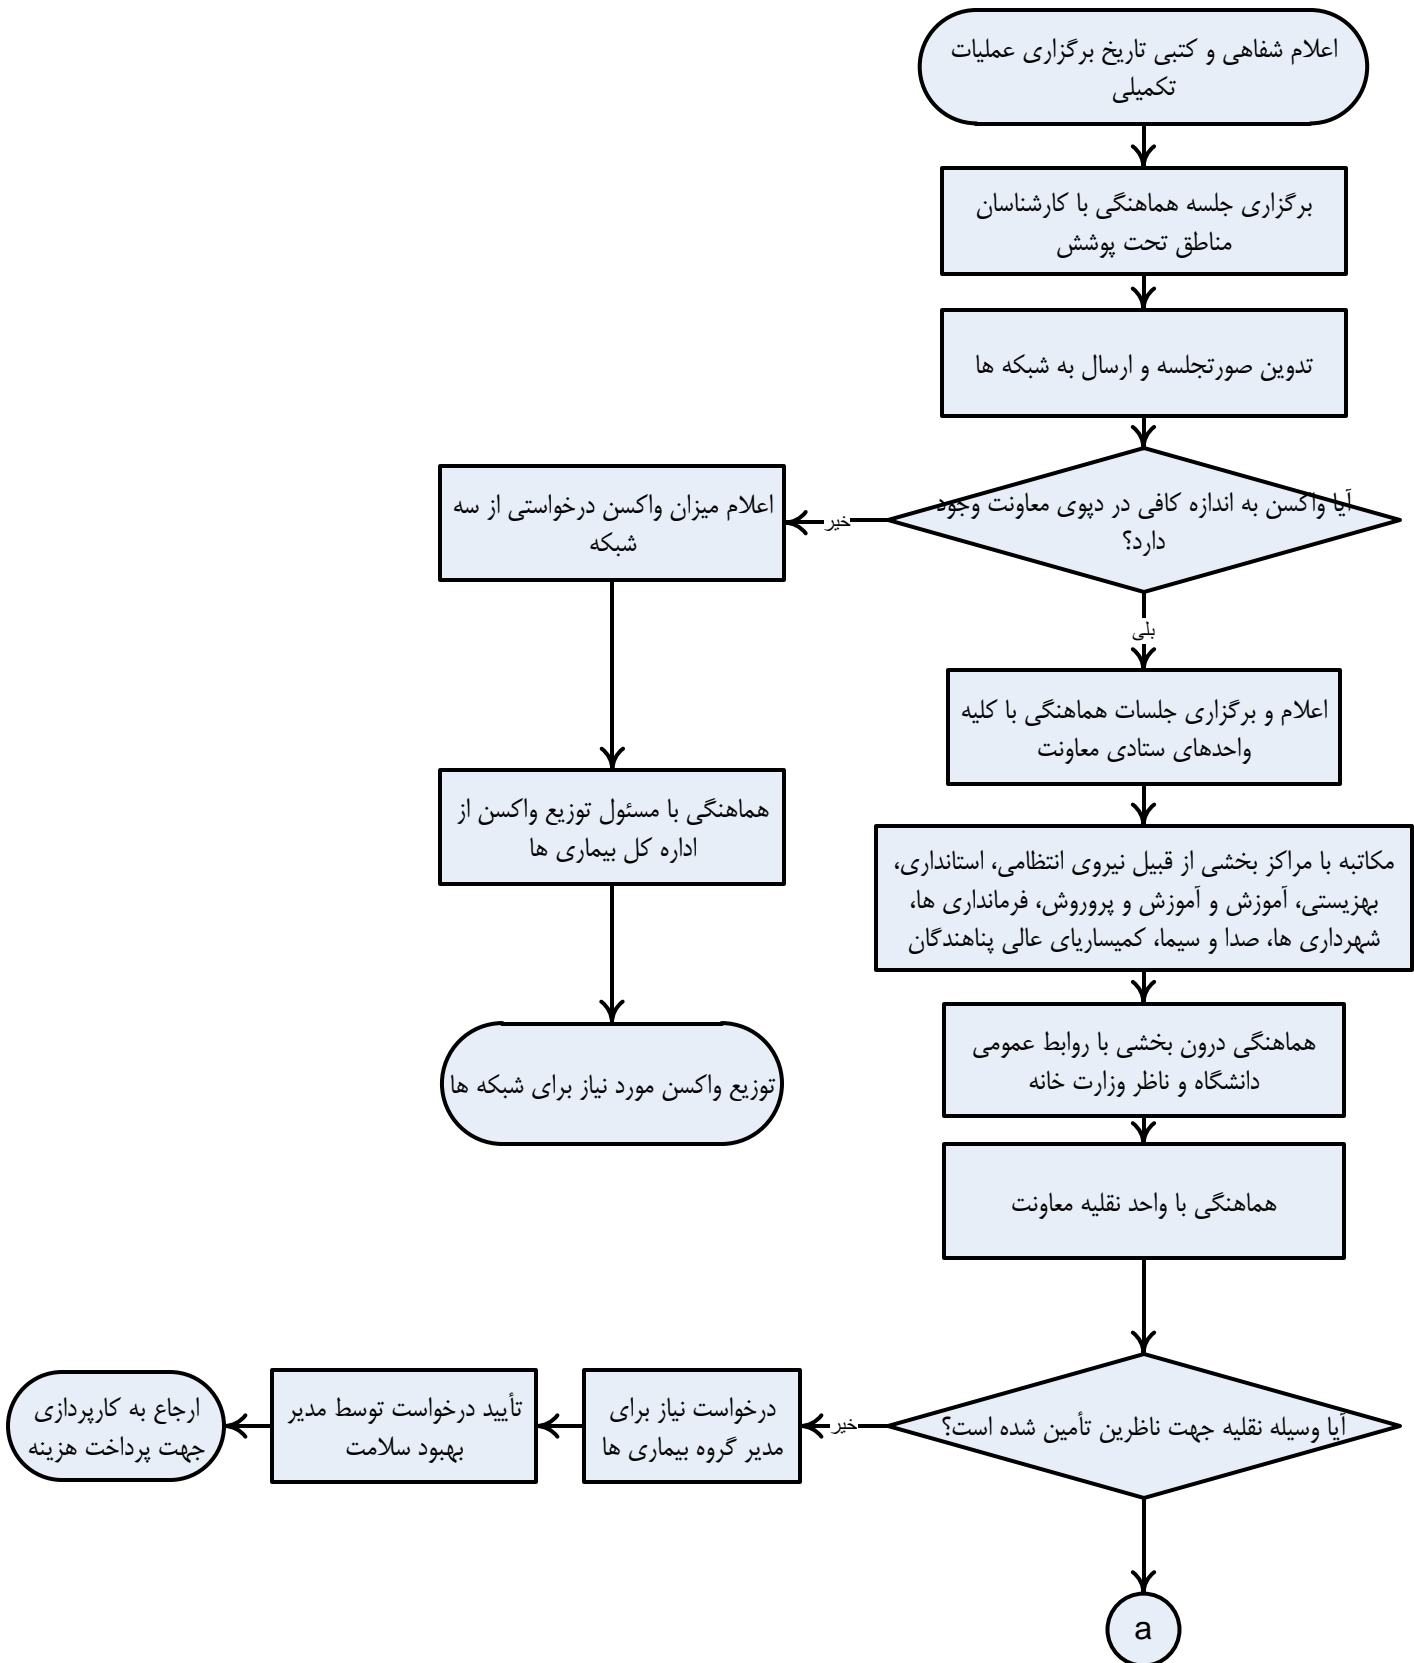 اعلام شفاهی و کتبی تاریخ برگزاری عملیات
تکمیلی
برگزاری جلسه هماهنگی با کارشناسان
مناطق تحت پوشش
تدوین صورتجلسه و ارسال به شبکه ها
آیا واکسن به اندازه کافی در دپوی معاونت وجود
دارد؟
خیر
اعلام میزان واکسن درخواستی از سه
شبکه
هماهنگی با مسئول توزیع واکسن از
اداره کل بیماری ها
توزیع واکسن مورد نیاز برای شبکه ها
بلی
اعلام و برگزاری جلسات هماهنگی با کلیه
واحدهای ستادی معاونت
مکاتبه با مراکز بخشی از قبیل نیروی انتظامی، استانداری،
بهزیستی، آموزش و آموزش و پروروش، فرمانداری ها،
شهرداری ها، صدا و سیما، کمیساریای عالی پناهندگان
هماهنگی درون بخشی با روابط عمومی
دانشگاه و ناظر وزارت خانه
هماهنگی با واحد نقلیه معاونت
آیا وسیله نقلیه جهت ناظرین تأمین شده است؟
خیر
درخواست نیاز برای
مدیر گروه بیماری ها
تأیید درخواست توسط مدیر
بهبود سلامت
ارجاع به کارپردازی
جهت پرداخت هزینه
a